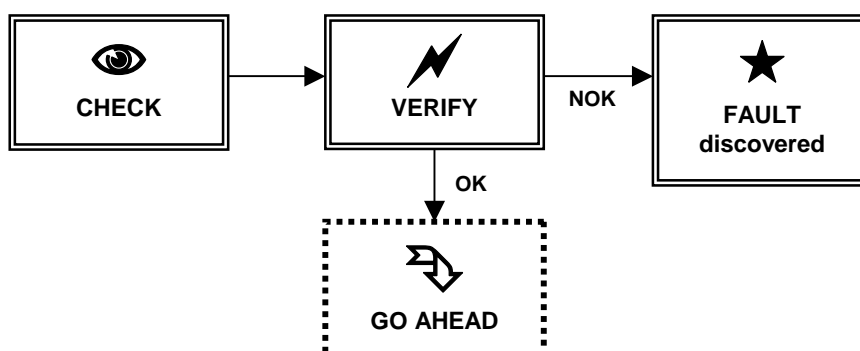 CHECK
VERIFY
NOK
FAULT
discovered
OK
GO AHEAD